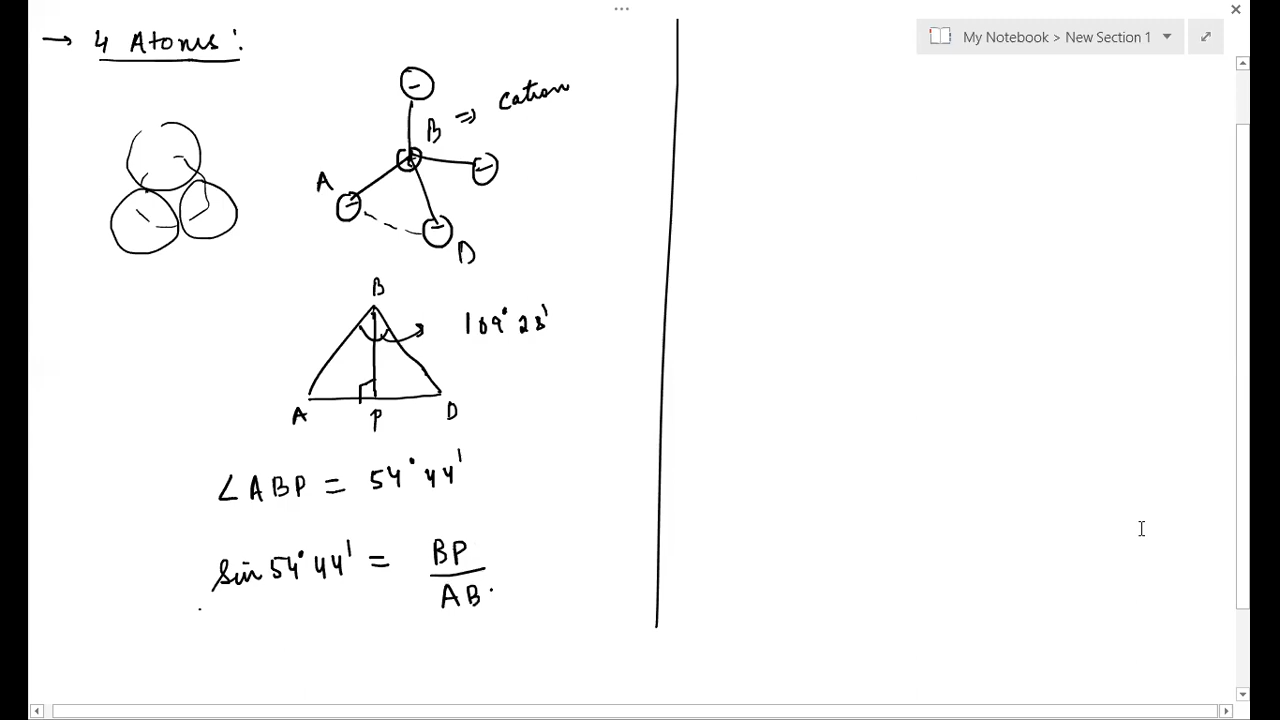 My Notebook > New Section 1
→ 4 Atoms :
B ⇒ cation
A
D
B
109° 28'
A P D
∠ABP = 54° 44'
Sin 54° 44' = BP / AB